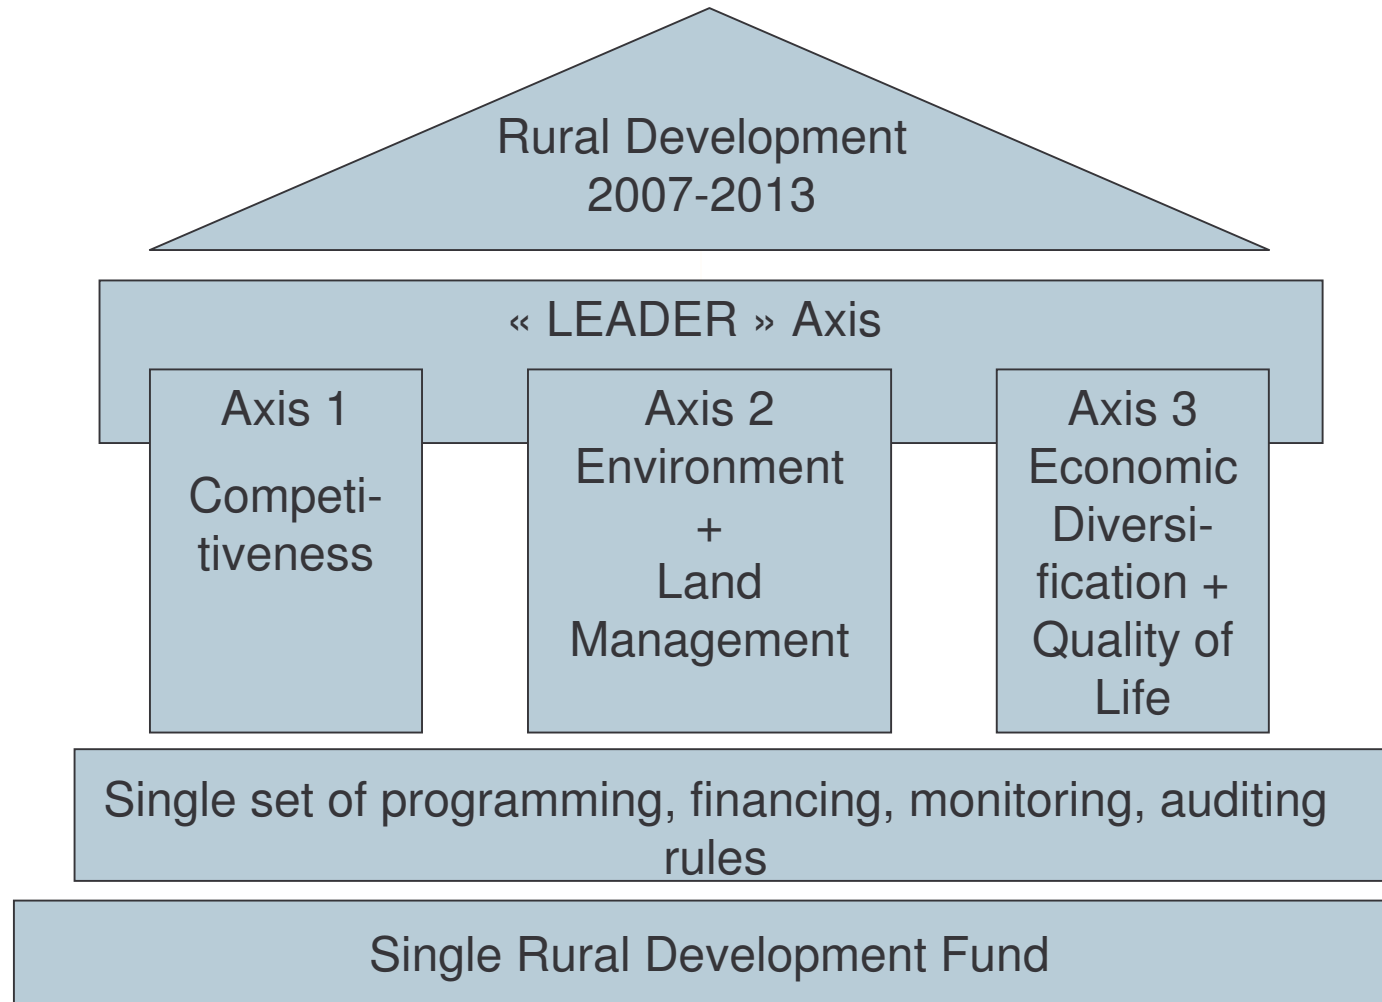 Rural Development
2007-2013
« LEADER » Axis
Axis 1
Competi-
tiveness
Axis 2
Environment
+
Land
Management
Axis 3
Economic
Diversi-
fication +
Quality of
Life
Single set of programming, financing, monitoring, auditing
rules
Single Rural Development Fund